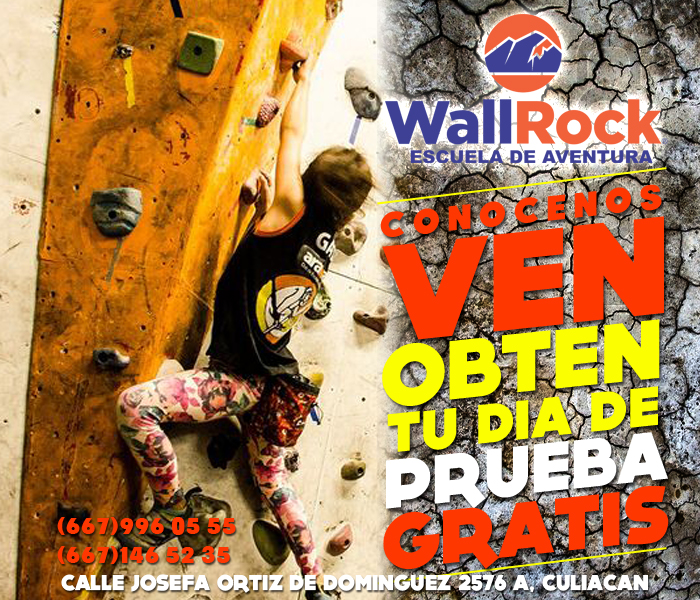 WallRock
ESCUELA DE AVENTURA
CONOCENOS
VEN
OBTEN
TU DIA DE
PRUEBA
GRATIS
(667)996 05 55
(667)146 52 35
CALLE JOSEFA ORTIZ DE DOMINGUEZ 2576 A, CULIACAN